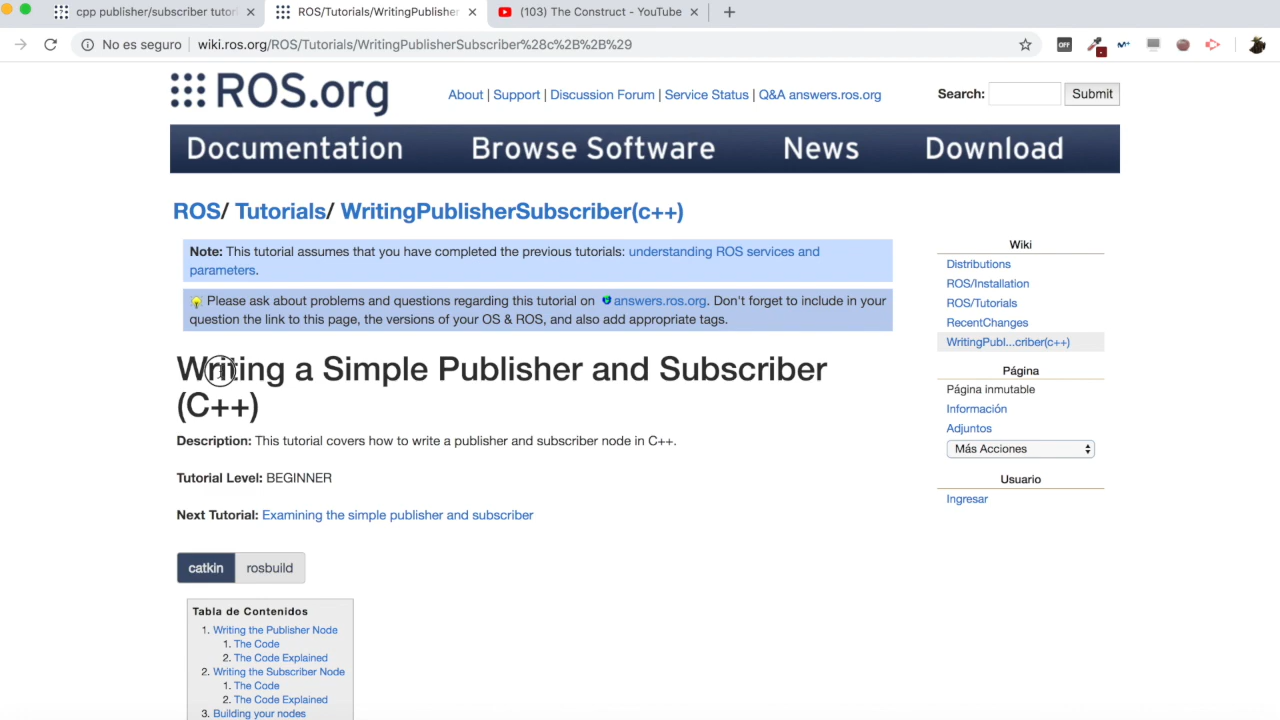 cpp publisher/subscriber tutori
ROS/Tutorials/WritingPublisher
(103) The Construct - YouTube
No es seguro
wiki.ros.org/ROS/Tutorials/WritingPublisherSubscriber%28c%2B%2B%29
OFF
ROS.org
About | Support | Discussion Forum | Service Status | Q&A answers.ros.org
Search:
Submit
Documentation
Browse Software
News
Download
ROS/ Tutorials/ WritingPublisherSubscriber(c++)
Note: This tutorial assumes that you have completed the previous tutorials: understanding ROS services and
parameters.
Please ask about problems and questions regarding this tutorial on answers.ros.org. Don't forget to include in your
question the link to this page, the versions of your OS & ROS, and also add appropriate tags.
Writing a Simple Publisher and Subscriber
(C++)
Description: This tutorial covers how to write a publisher and subscriber node in C++.
Tutorial Level: BEGINNER
Next Tutorial: Examining the simple publisher and subscriber
catkin
rosbuild
Tabla de Contenidos
1. Writing the Publisher Node
1. The Code
2. The Code Explained
2. Writing the Subscriber Node
1. The Code
2. The Code Explained
3. Building your nodes
Wiki
Distributions
ROS/Installation
ROS/Tutorials
RecentChanges
WritingPubl...criber(c++)
Página
Página inmutable
Información
Adjuntos
Más Acciones
Usuario
Ingresar